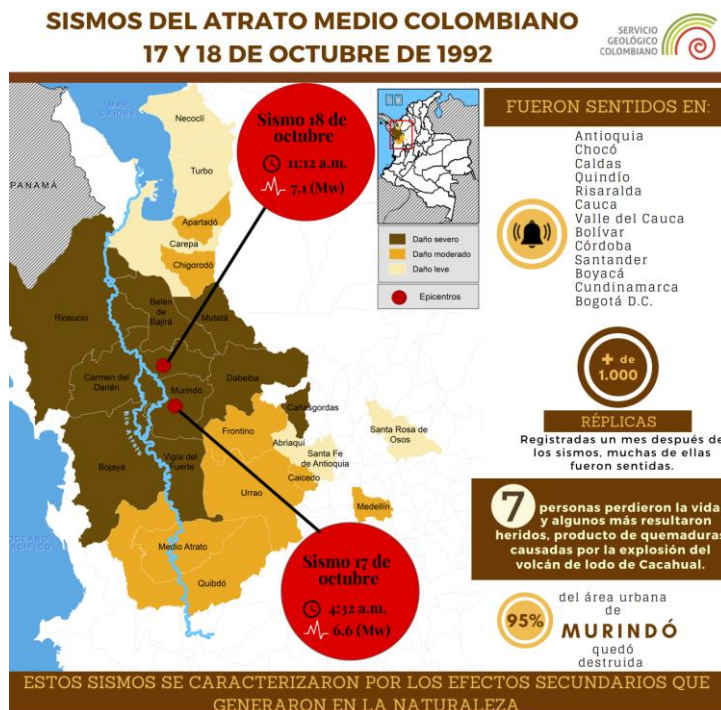 SISMOS DEL ATRATO MEDIO COLOMBIANO
17 Y 18 DE OCTUBRE DE 1992
SERVICIO
GEOLÓGICO
COLOMBIANO
MAR
CARIBE
PANAMÁ
Necoclí
Turbo
Apartadó
Carepa
Chigorodó
Riosucio
Belén de
Bajirá
Mutatá
Carmen del
Darién
Murindó
Dabeiba
Cañasgordas
Río Atrato
Frontino
Abriaquí
Santa Fe
de Antioquia
Santa Rosa de
Osos
Bojayá
Vigía del
Fuerte
Caicedo
Urrao
Medellín
Medio Atrato
Quibdó
OCEANO
PACÍFICO
Sismo 18 de
octubre
11:12 a.m.
7.1 (Mw)
Sismo 17 de
octubre
4:32 a.m.
6.6 (Mw)
Daño severo
Daño moderado
Daño leve
Epicentros
FUERON SENTIDOS EN:
Antioquia
Chocó
Caldas
Quindío
Risaralda
Cauca
Valle del Cauca
Bolívar
Córdoba
Santander
Boyacá
Cundinamarca
Bogotá D.C.
+ de
1.000
RÉPLICAS
Registradas un mes después de
los sismos, muchas de ellas
fueron sentidas.
7 personas perdieron la vida
y algunos más resultaron
heridos, producto de quemaduras
causadas por la explosión del
volcán de lodo de Cacahual.
95%
del área urbana
de
MURINDÓ
quedó
destruida
ESTOS SISMOS SE CARACTERIZARON POR LOS EFECTOS SECUNDARIOS QUE
GENERARON EN LA NATURALEZA